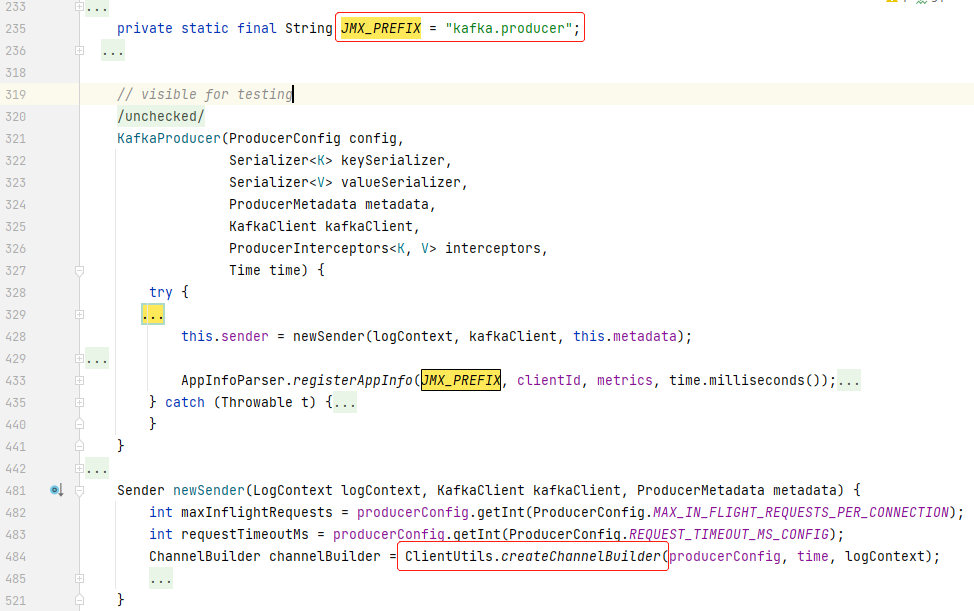 233 ...
235 private static final String JMX_PREFIX = "kafka.producer";
236 ...
318
319 // visible for testing
320 /unchecked/
321 KafkaProducer(ProducerConfig config,
322 Serializer<K> keySerializer,
323 Serializer<V> valueSerializer,
324 ProducerMetadata metadata,
325 KafkaClient kafkaClient,
326 ProducerInterceptors<K, V> interceptors,
327 Time time) {
328 try {
329 ...
428 this.sender = newSender(logContext, kafkaClient, this.metadata);
429 ...
433 AppInfoParser.registerAppInfo(JMX_PREFIX, clientId, metrics, time.milliseconds());...
435 } catch (Throwable t) {...
440 }
441 }
442 ...
481 Sender newSender(LogContext logContext, KafkaClient kafkaClient, ProducerMetadata metadata) {
482 int maxInflightRequests = producerConfig.getInt(ProducerConfig.MAX_IN_FLIGHT_REQUESTS_PER_CONNECTION);
483 int requestTimeoutMs = producerConfig.getInt(ProducerConfig.REQUEST_TIMEOUT_MS_CONFIG);
484 ChannelBuilder channelBuilder = ClientUtils.createChannelBuilder(producerConfig, time, logContext);
485 ...
521 }